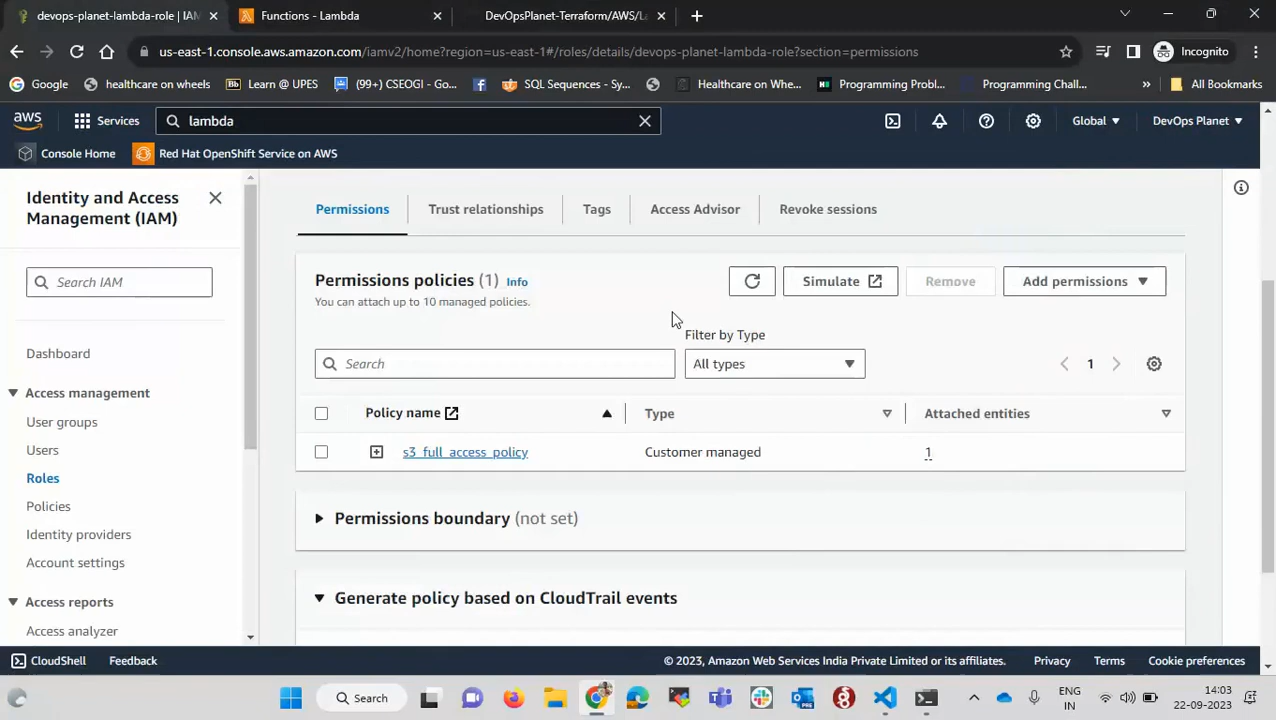 devops-planet-lambda-role | IAM
Functions - Lambda
DevOpsPlanet-Terraform/AWS/La
us-east-1.console.aws.amazon.com/iamv2/home?region=us-east-1#/roles/details/devops-planet-lambda-role?section=permissions
Incognito
Google
healthcare on wheels
Learn @ UPES
(99+) CSEOGI - Go...
SQL Sequences - Sy...
Healthcare on Whe...
Programming Probl...
Programming Chall...
»
All Bookmarks
aws
Services
lambda
Global
DevOps Planet
Console Home
Red Hat OpenShift Service on AWS
Identity and Access
Management (IAM)
Search IAM
Dashboard
Access management
User groups
Users
Roles
Policies
Identity providers
Account settings
Access reports
Access analyzer
Permissions
Trust relationships
Tags
Access Advisor
Revoke sessions
Permissions policies (1) Info
You can attach up to 10 managed policies.
Simulate
Remove
Add permissions
Filter by Type
Search
All types
1
Policy name
Type
Attached entities
s3_full_access_policy
Customer managed
1
Permissions boundary (not set)
Generate policy based on CloudTrail events
CloudShell
Feedback
© 2023, Amazon Web Services India Private Limited or its affiliates.
Privacy
Terms
Cookie preferences
Search
ENG
IN
14:03
22-09-2023